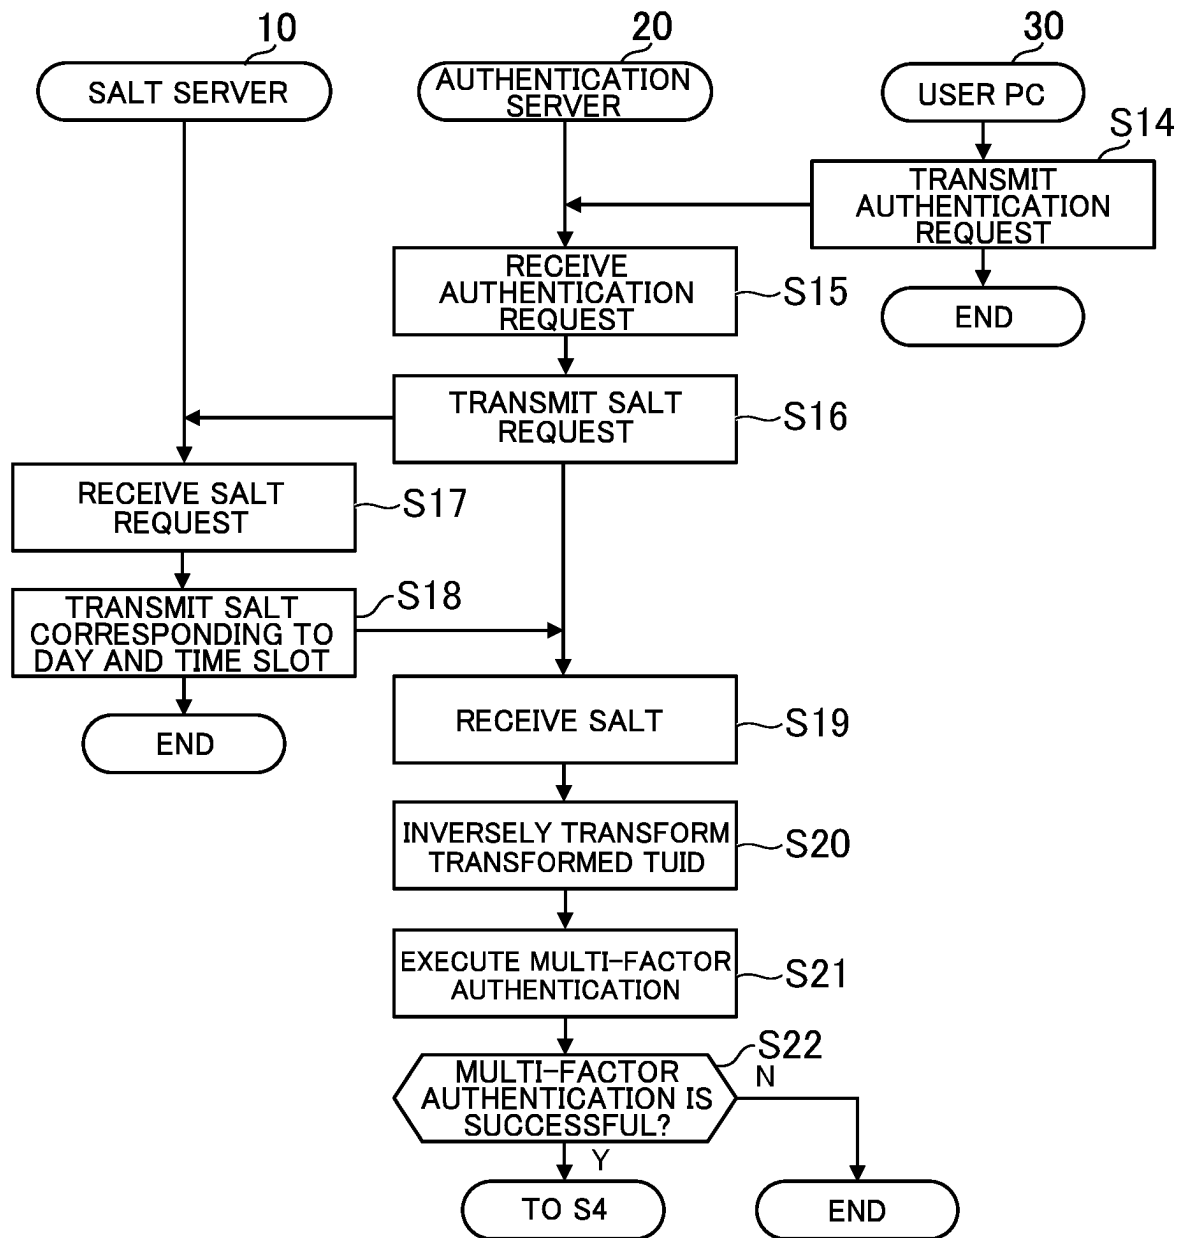 10
20
30
SALT SERVER
AUTHENTICATION
SERVER
USER PC
S14
TRANSMIT
AUTHENTICATION
REQUEST
RECEIVE
AUTHENTICATION
REQUEST
S15
END
TRANSMIT SALT
REQUEST
S16
RECEIVE SALT
REQUEST
S17
TRANSMIT SALT
CORRESPONDING TO
DAY AND TIME SLOT
S18
END
RECEIVE SALT
S19
INVERSELY TRANSFORM
TRANSFORMED TUID
S20
EXECUTE MULTI-FACTOR
AUTHENTICATION
S21
MULTI-FACTOR
AUTHENTICATION IS
SUCCESSFUL?
S22
N
Y
TO S4
END